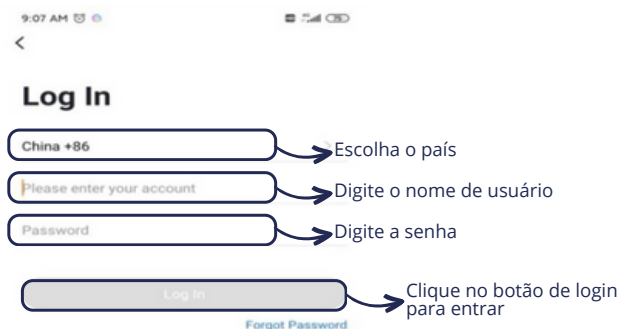 9:07 AM
Log In
China +86
Escolha o país
Please enter your account
Digite o nome de usuário
Password
Digite a senha
Log In
Clique no botão de login
para entrar
Forgot Password